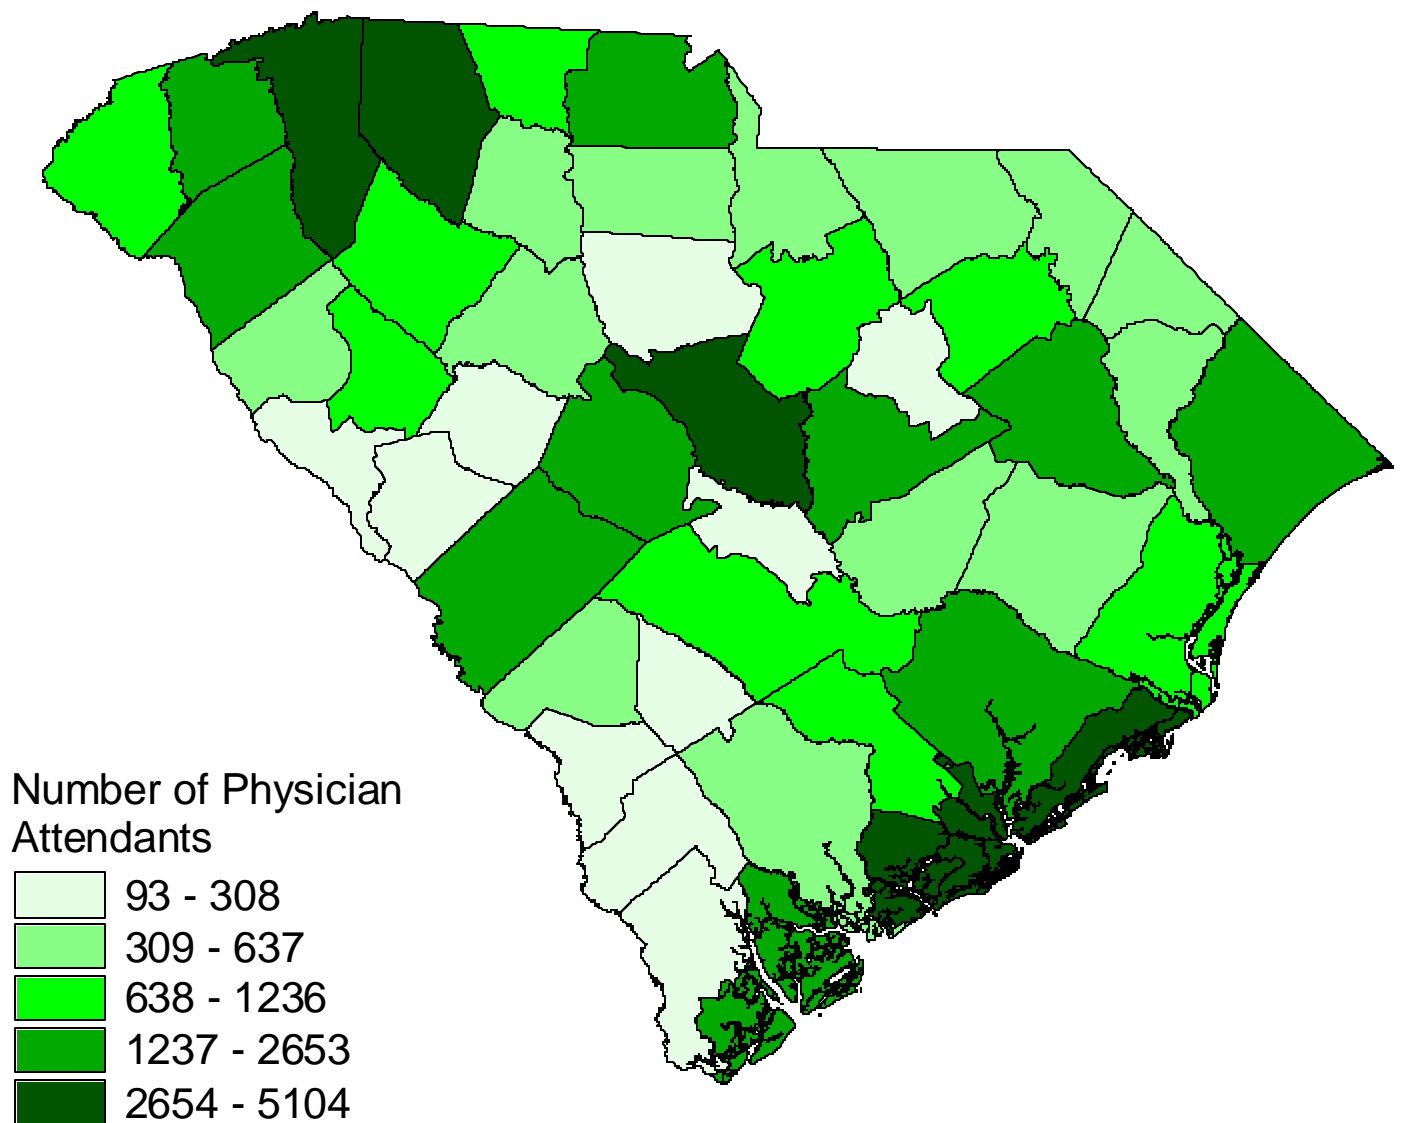 Number of Physician
Attendants
93 - 308
309 - 637
638 - 1236
1237 - 2653
2654 - 5104